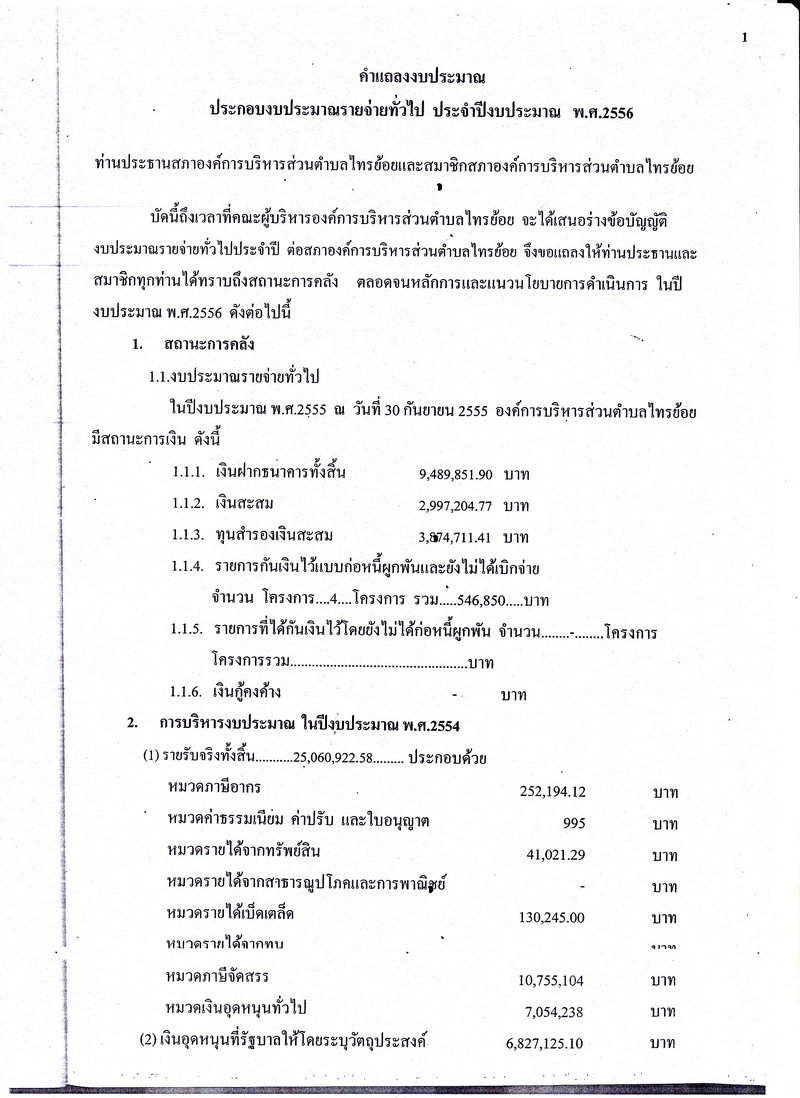 1
คำแถลงงบประมาณ
ประกอบงบประมาณรายจ่ายทั่วไป ประจำปีงบประมาณ พ.ศ.2556
ท่านประธานสภาองค์การบริหารส่วนตำบลไทรย้อยและสมาชิกสภาองค์การบริหารส่วนตำบลไทรย้อย
บัดนี้ถึงเวลาที่คณะผู้บริหารองค์การบริหารส่วนตำบลไทรย้อย จะได้เสนอร่างข้อบัญญัติ
งบประมาณรายจ่ายทั่วไปประจำปี ต่อสภาองค์การบริหารส่วนตำบลไทรย้อย จึงขอแถลงให้ท่านประธานและ
สมาชิกทุกท่านได้ทราบถึงสถานะการคลัง ตลอดจนหลักการและแนวนโยบายการดำเนินการ ในปี
งบประมาณ พ.ศ.2556 ดังต่อไปนี้
1. สถานะการคลัง
1.1.งบประมาณรายจ่ายทั่วไป
ในปีงบประมาณ พ.ศ.2555 ณ วันที่ 30 กันยายน 2555 องค์การบริหารส่วนตำบลไทรย้อย
มีสถานะการเงิน ดังนี้
1.1.1. เงินฝากธนาคารทั้งสิ้น 9,489,851.90 บาท
1.1.2. เงินสะสม 2,997,204.77 บาท
1.1.3. ทุนสำรองเงินสะสม 3,874,711.41 บาท
1.1.4. รายการกันเงินไว้แบบก่อหนี้ผูกพันและยังไม่ได้เบิกจ่าย
จำนวน โครงการ....4....โครงการ รวม.....546,850.....บาท
1.1.5. รายการที่ได้กันเงินไว้โดยยังไม่ได้ก่อหนี้ผูกพัน จำนวน........-........โครงการ
โครงการรวม................................................บาท
1.1.6. เงินกู้คงค้าง - บาท
2. การบริหารงบประมาณ ในปีงบประมาณ พ.ศ.2554
(1) รายรับจริงทั้งสิ้น..........25,060,922.58......... ประกอบด้วย
หมวดภาษีอากร 252,194.12 บาท
หมวดค่าธรรมเนียม ค่าปรับ และใบอนุญาต 995 บาท
หมวดรายได้จากทรัพย์สิน 41,021.29 บาท
หมวดรายได้จากสาธารณูปโภคและการพาณิชย์ - บาท
หมวดรายได้เบ็ดเตล็ด 130,245.00 บาท
หมวดรายได้จากทุน บาท
หมวดภาษีจัดสรร 10,755,104 บาท
หมวดเงินอุดหนุนทั่วไป 7,054,238 บาท
(2) เงินอุดหนุนที่รัฐบาลให้โดยระบุวัตถุประสงค์ 6,827,125.10 บาท